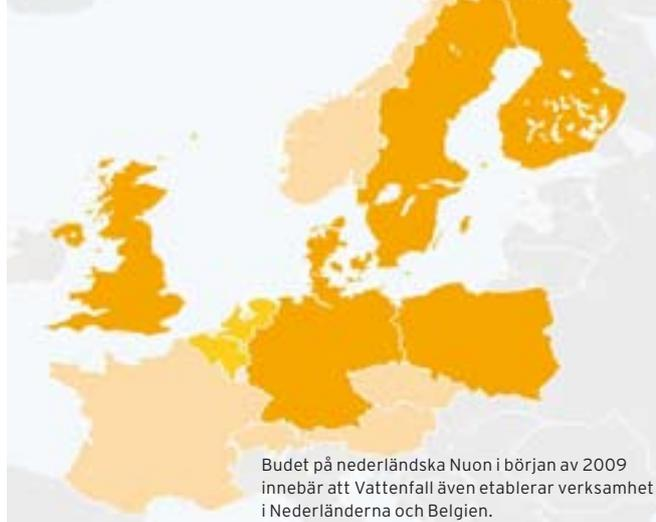 Budet på nederländska Nuon i början av 2009
innebär att Vattenfall även etablerar verksamhet
i Nederländerna och Belgien.